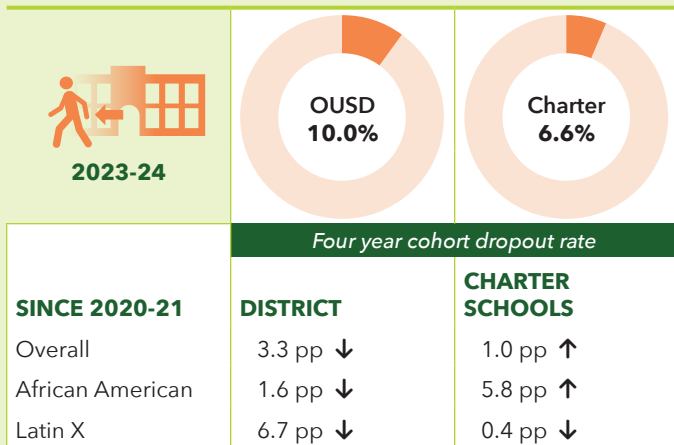 2023-24
OUSD
10.0%
Charter
6.6%
Four year cohort dropout rate
SINCE 2020-21 DISTRICT CHARTER
SCHOOLS
Overall 3.3 pp ↓ 1.0 pp ↑
African American 1.6 pp ↓ 5.8 pp ↑
Latin X 6.7 pp ↓ 0.4 pp ↓